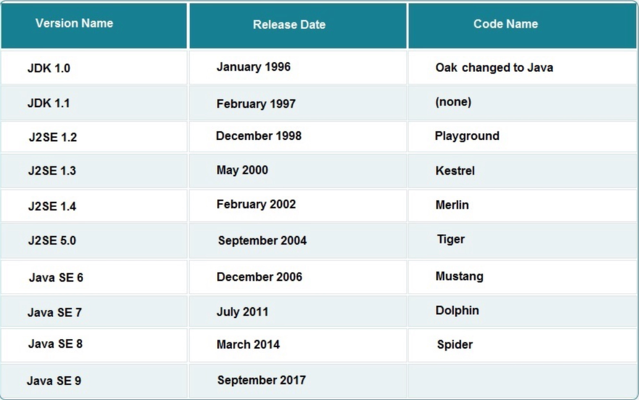 Version Name Release Date Code Name
JDK 1.0 January 1996 Oak changed to Java
JDK 1.1 February 1997 (none)
J2SE 1.2 December 1998 Playground
J2SE 1.3 May 2000 Kestrel
J2SE 1.4 February 2002 Merlin
J2SE 5.0 September 2004 Tiger
Java SE 6 December 2006 Mustang
Java SE 7 July 2011 Dolphin
Java SE 8 March 2014 Spider
Java SE 9 September 2017